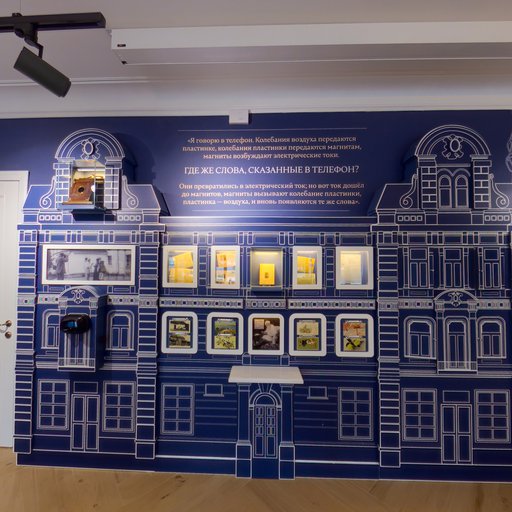 «Я говорю в телефон. Колебания воздуха передаются
пластинке, колебания пластинки передаются магнитам,
магниты возбуждают электрические токи.
ГДЕ ЖЕ СЛОВА, СКАЗАННЫЕ В ТЕЛЕФОН?
Они превратились в электрический ток; но вот ток дошёл
до магнитов, магниты вызывают колебание пластинки,
пластинка — воздуха, и вновь появляются те же слова».